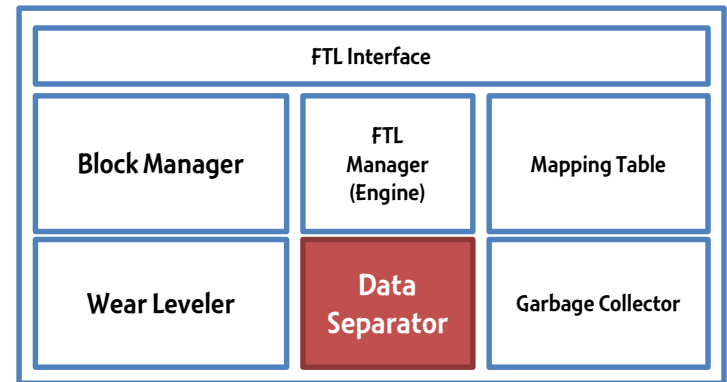 FTL Interface
Block Manager
FTL
Manager
(Engine)
Mapping Table
Wear Leveler
Data
Separator
Garbage Collector